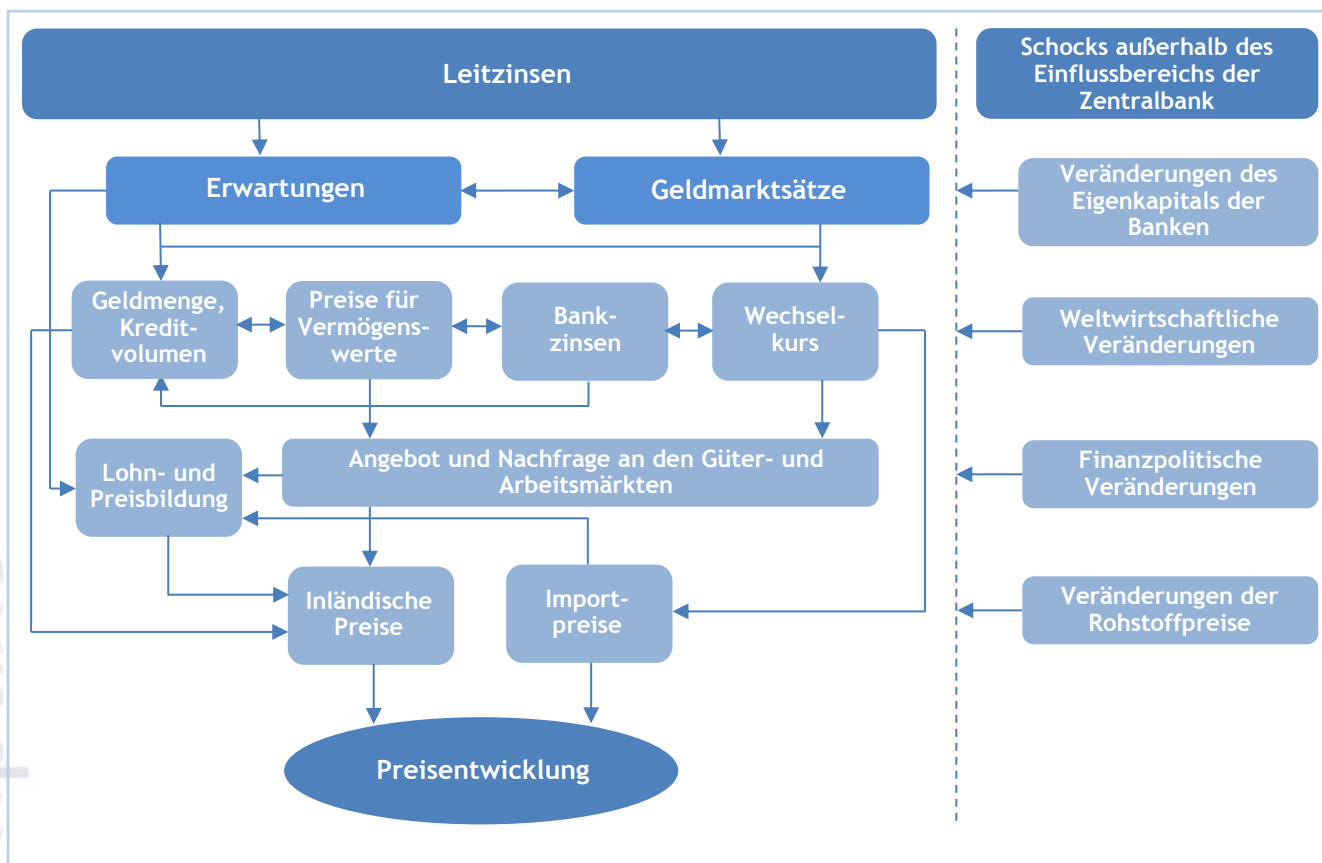 Leitzinsen
Schocks außerhalb des
Einflussbereichs der
Zentralbank
Erwartungen
Geldmarktsätze
Veränderungen des
Eigenkapitals der
Banken
Geldmenge,
Kredit-
volumen
Preise für
Vermögens-
werte
Bank-
zinsen
Wechsel-
kurs
Weltwirtschaftliche
Veränderungen
Lohn- und
Preisbildung
Angebot und Nachfrage an den Güter- und
Arbeitsmärkten
Finanzpolitische
Veränderungen
Inländische
Preise
Import-
preise
Veränderungen der
Rohstoffpreise
Preisentwicklung